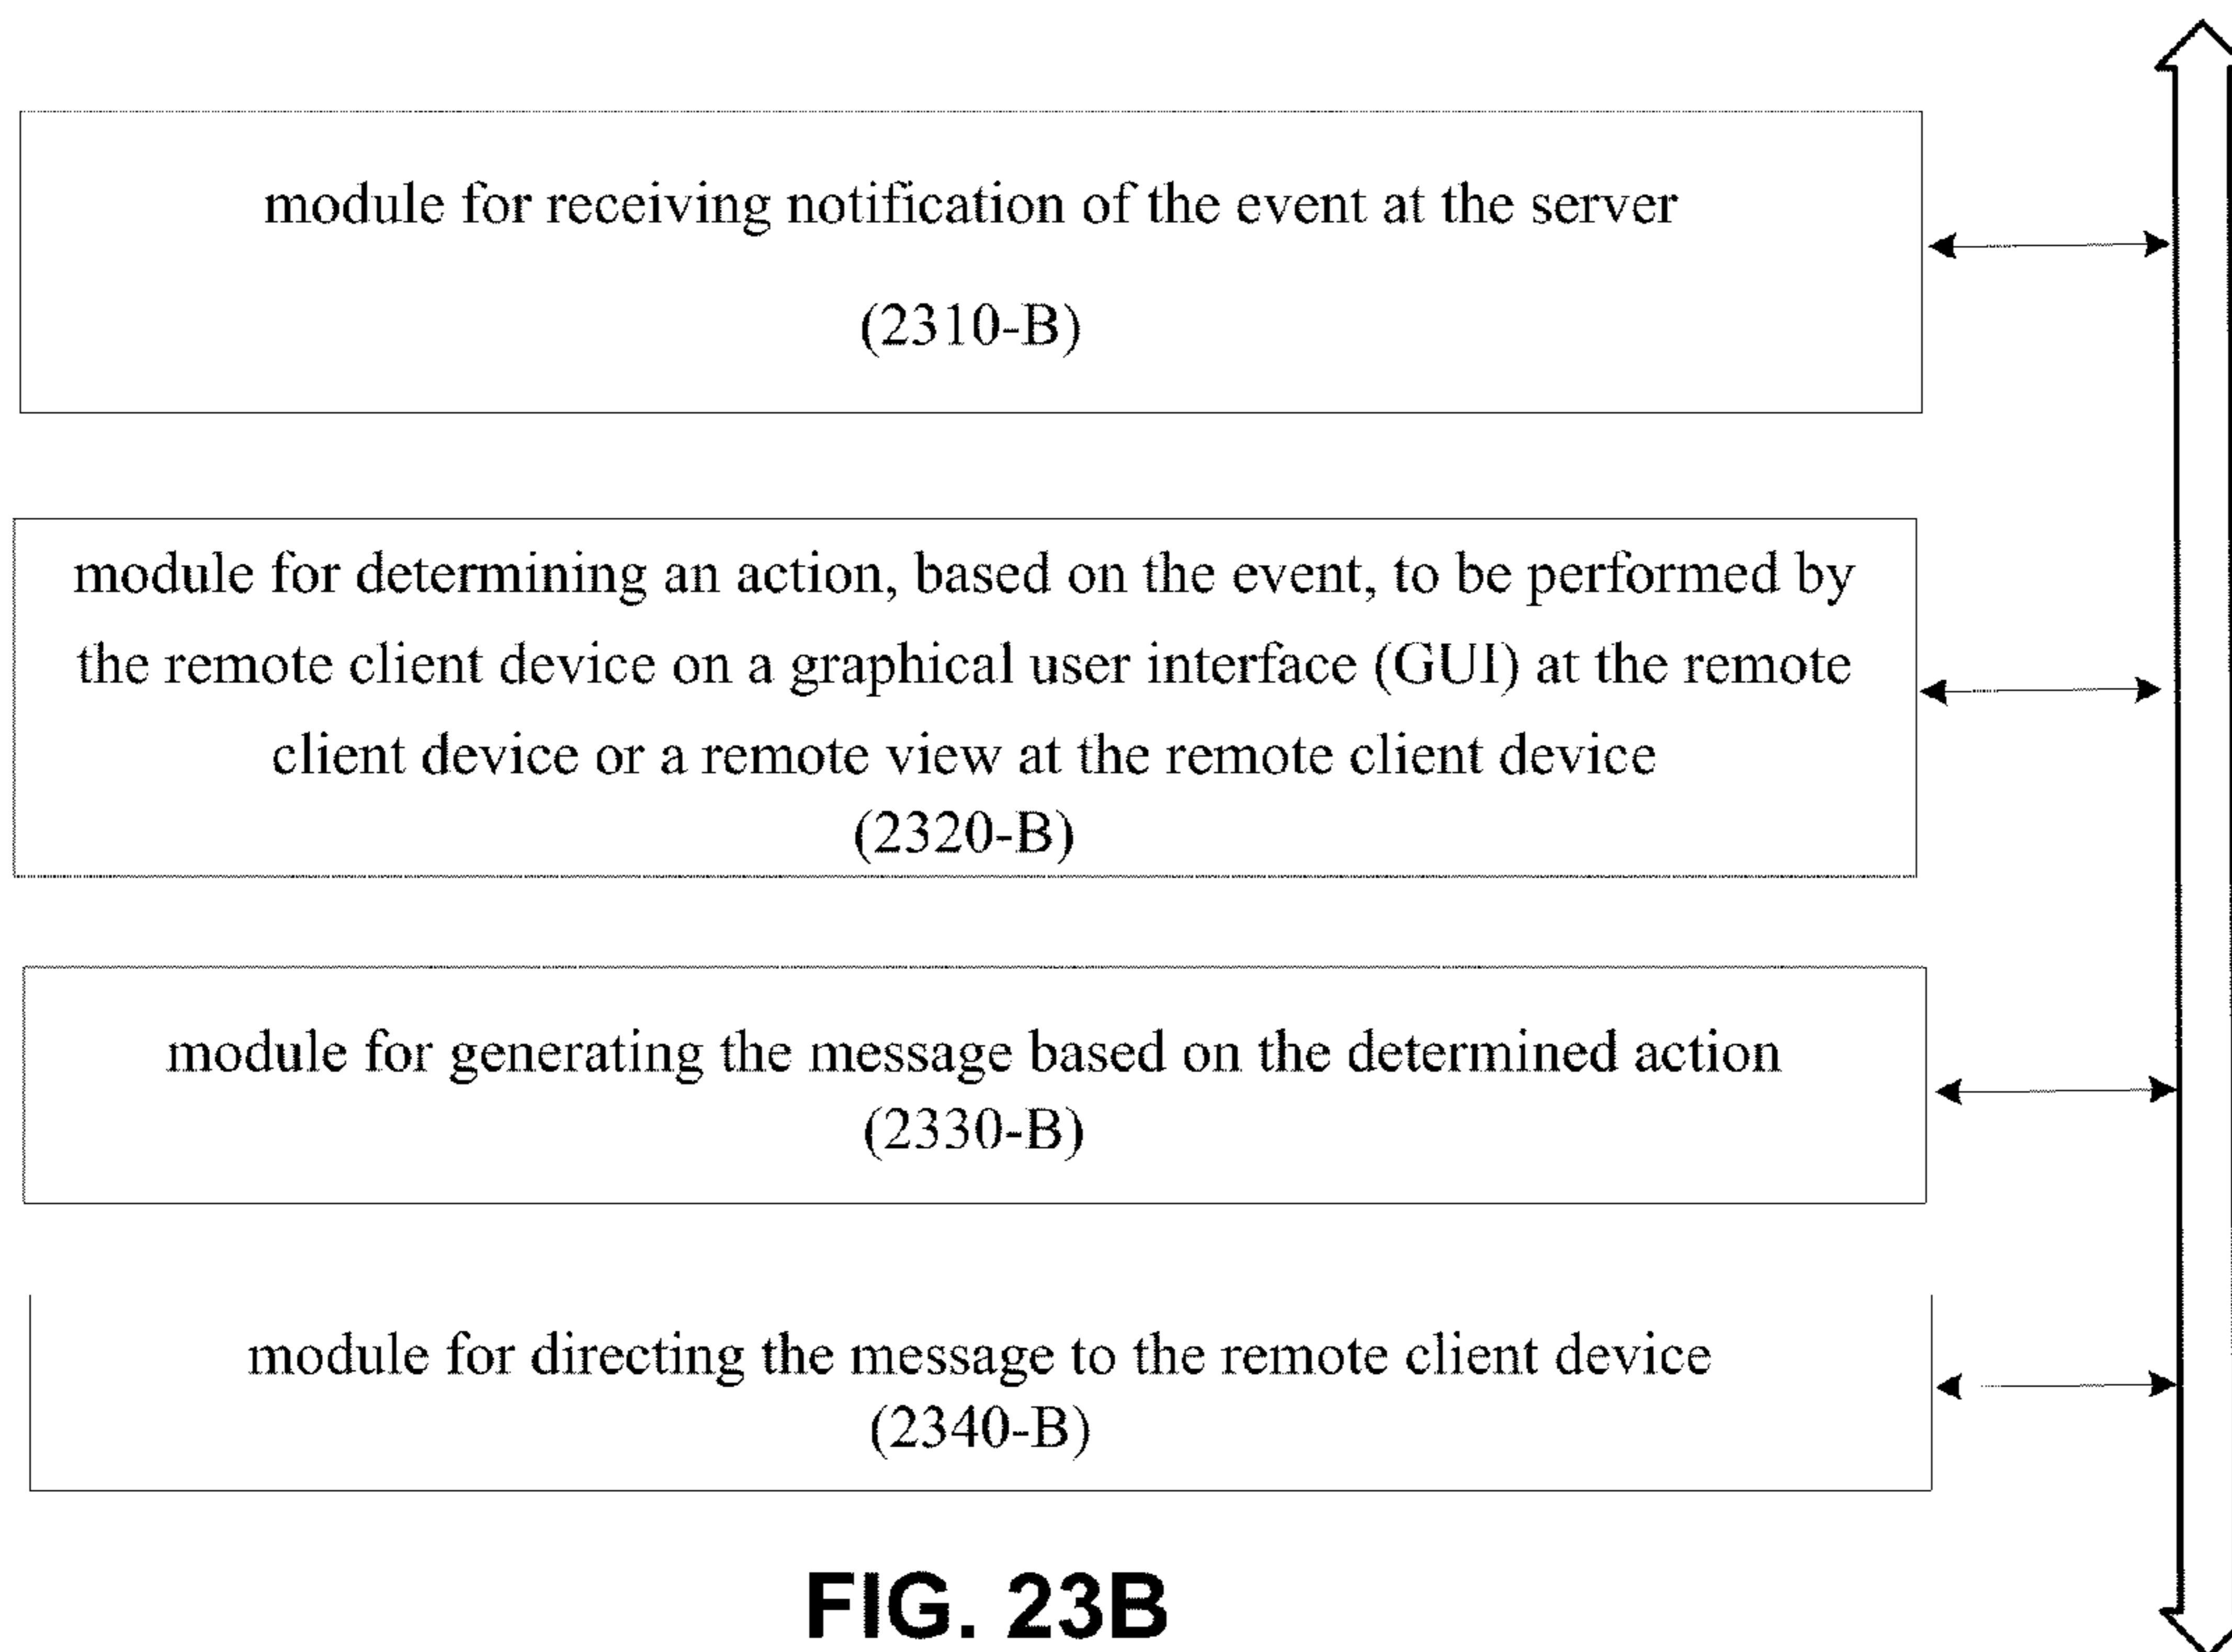 module for receiving notification of the event at the server
(2310-B)
module for determining an action, based on the event, to be performed by
the remote client device on a graphical user interface (GUI) at the remote
client device or a remote view at the remote client device
(2320-B)
module for generating the message based on the determined action
(2330-B)
module for directing the message to the remote client device
(2340-B)
FIG. 23B